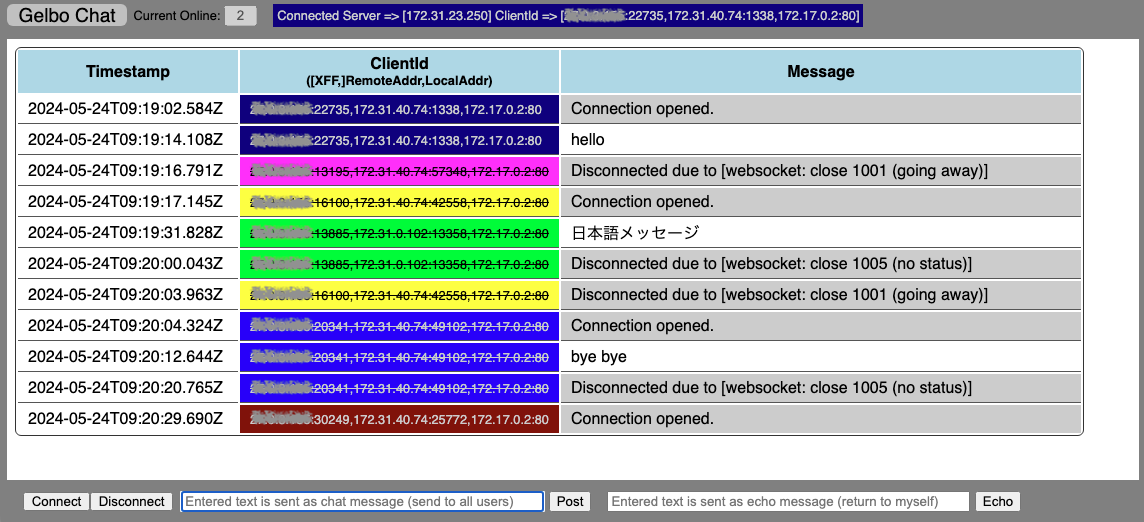 Gelbo Chat Current Online: 2 Connected Server => [172.31.23.250] ClientId => [:22735,172.31.40.74:1338,172.17.0.2:80]
Timestamp ClientId Message
([XFF,]RemoteAddr,LocalAddr)
2024-05-24T09:19:02.584Z :22735,172.31.40.74:1338,172.17.0.2:80 Connection opened.
2024-05-24T09:19:14.108Z :22735,172.31.40.74:1338,172.17.0.2:80 hello
2024-05-24T09:19:16.791Z :13195,172.31.40.74:57348,172.17.0.2:80 Disconnected due to [websocket: close 1001 (going away)]
2024-05-24T09:19:17.145Z :16100,172.31.40.74:42558,172.17.0.2:80 Connection opened.
2024-05-24T09:19:31.828Z :13885,172.31.0.102:13358,172.17.0.2:80 日本語メッセージ
2024-05-24T09:20:00.043Z :13885,172.31.0.102:13358,172.17.0.2:80 Disconnected due to [websocket: close 1005 (no status)]
2024-05-24T09:20:03.963Z :16100,172.31.40.74:42558,172.17.0.2:80 Disconnected due to [websocket: close 1001 (going away)]
2024-05-24T09:20:04.324Z :20341,172.31.40.74:49102,172.17.0.2:80 Connection opened.
2024-05-24T09:20:12.644Z :20341,172.31.40.74:49102,172.17.0.2:80 bye bye
2024-05-24T09:20:20.765Z :20341,172.31.40.74:49102,172.17.0.2:80 Disconnected due to [websocket: close 1005 (no status)]
2024-05-24T09:20:29.690Z :30249,172.31.40.74:25772,172.17.0.2:80 Connection opened.
Connect Disconnect Entered text is sent as chat message (send to all users) Post Entered text is sent as echo message (return to myself) Echo